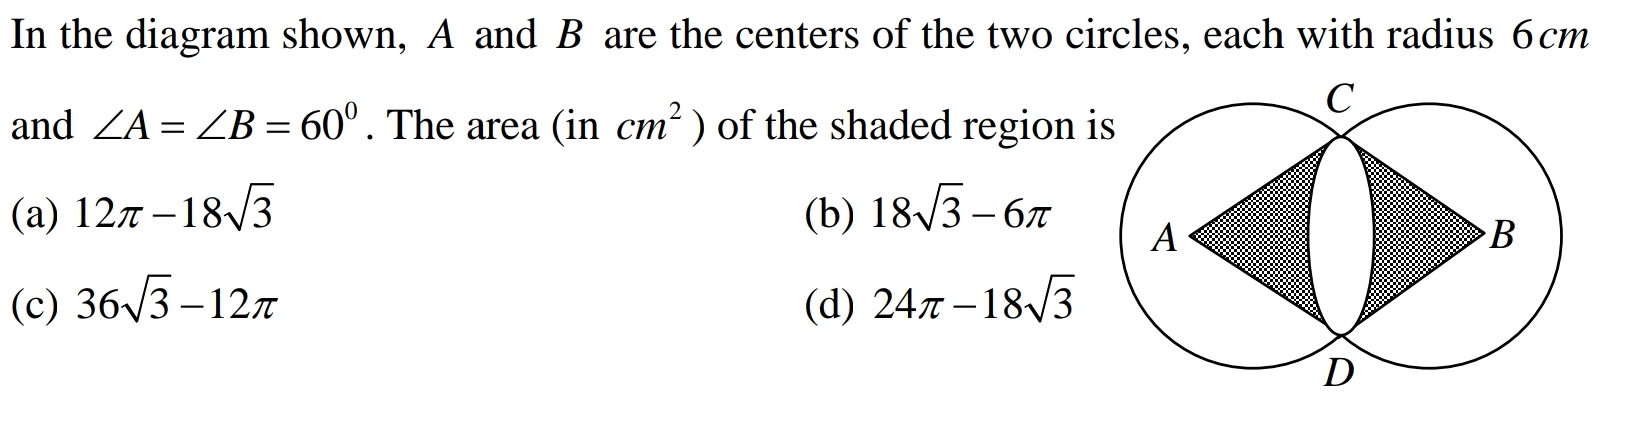 In the diagram shown, A and B are the centers of the two circles, each with radius 6 cm
and ∠A = ∠B = 60⁰. The area (in cm²) of the shaded region is
(a) 12π − 18√3 (b) 18√3 − 6π
(c) 36√3 − 12π (d) 24π − 18√3
C
A
B
D